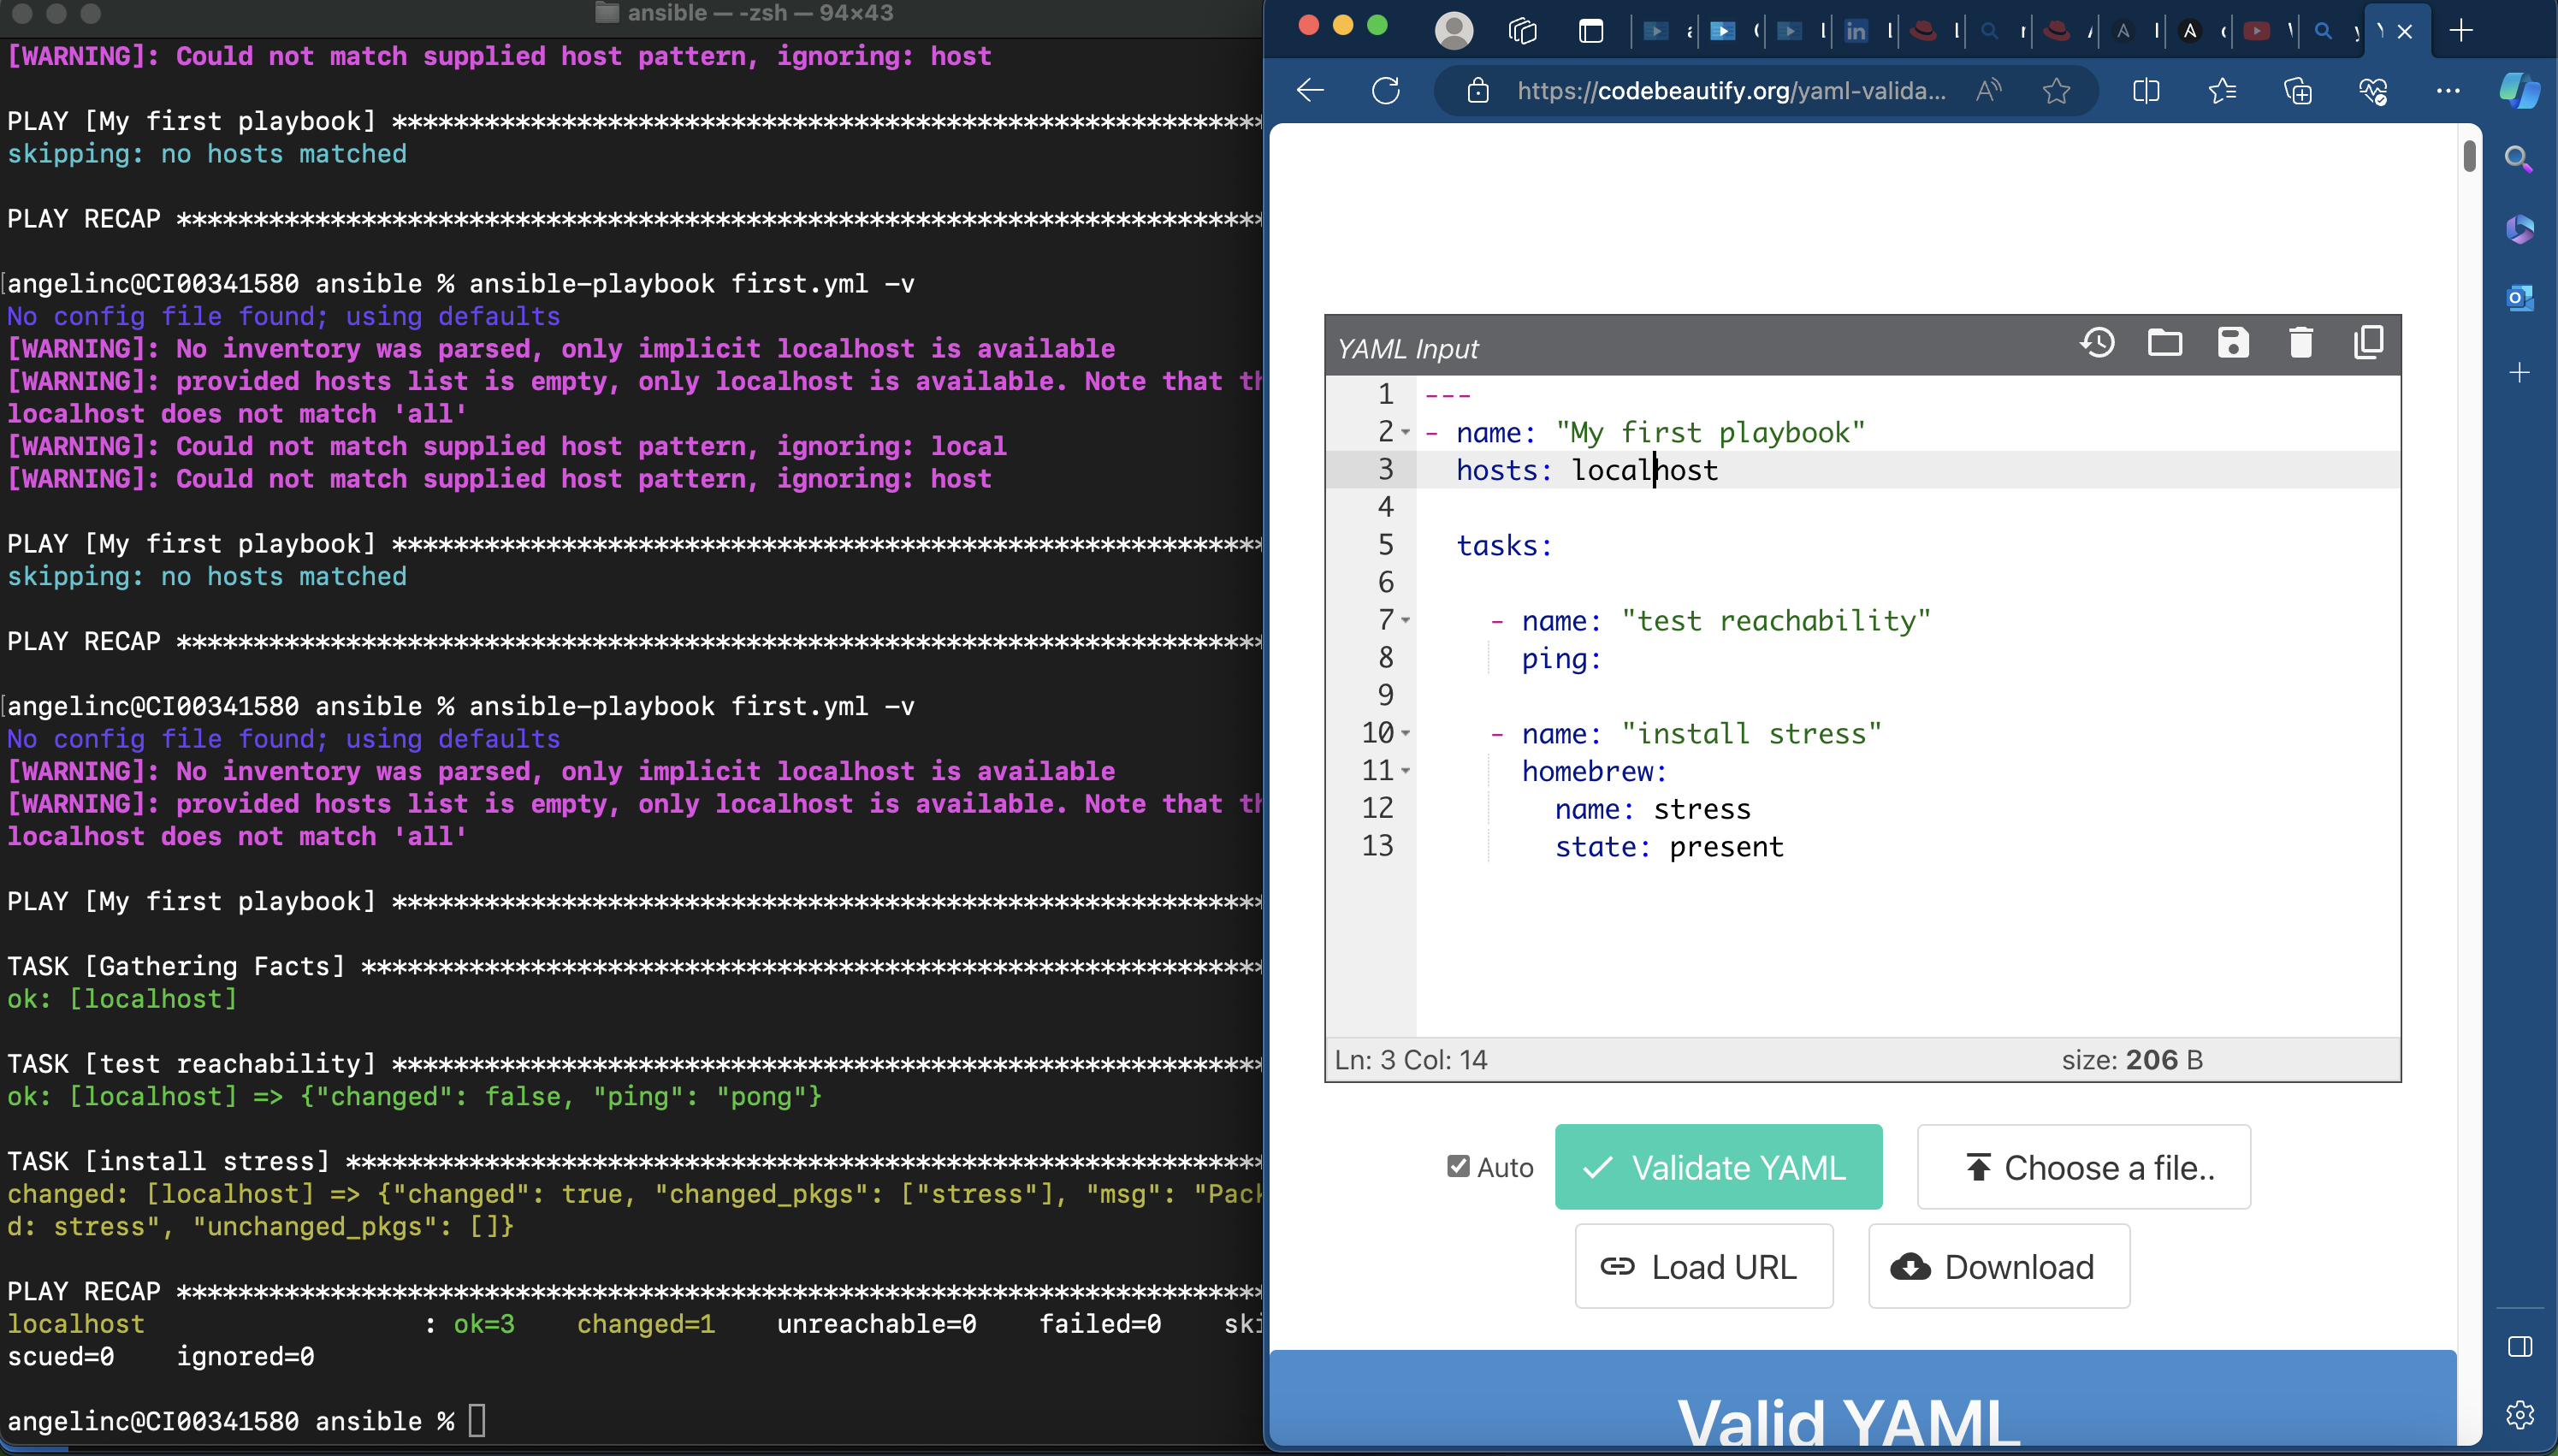 ansible — -zsh — 94×43
[WARNING]: Could not match supplied host pattern, ignoring: host
PLAY [My first playbook] ********************************************************
skipping: no hosts matched
PLAY RECAP **********************************************************************
angelinc@CI00341580 ansible % ansible-playbook first.yml -v
No config file found; using defaults
[WARNING]: No inventory was parsed, only implicit localhost is available
[WARNING]: provided hosts list is empty, only localhost is available. Note that th
localhost does not match 'all'
[WARNING]: Could not match supplied host pattern, ignoring: local
[WARNING]: Could not match supplied host pattern, ignoring: host
PLAY [My first playbook] ********************************************************
skipping: no hosts matched
PLAY RECAP **********************************************************************
angelinc@CI00341580 ansible % ansible-playbook first.yml -v
No config file found; using defaults
[WARNING]: No inventory was parsed, only implicit localhost is available
[WARNING]: provided hosts list is empty, only localhost is available. Note that th
localhost does not match 'all'
PLAY [My first playbook] ********************************************************
TASK [Gathering Facts] **********************************************************
ok: [localhost]
TASK [test reachability] ********************************************************
ok: [localhost] => {"changed": false, "ping": "pong"}
TASK [install stress] ***********************************************************
changed: [localhost] => {"changed": true, "changed_pkgs": ["stress"], "msg": "Pack
d: stress", "unchanged_pkgs": []}
PLAY RECAP **********************************************************************
localhost : ok=3 changed=1 unreachable=0 failed=0 ski
scued=0 ignored=0
angelinc@CI00341580 ansible %
https://codebeautify.org/yaml-valida...
YAML Input
1 ---
2 - name: "My first playbook"
3 hosts: localhost
4
5 tasks:
6
7 - name: "test reachability"
8 ping:
9
10 - name: "install stress"
11 homebrew:
12 name: stress
13 state: present
Ln: 3 Col: 14 size: 206 B
Auto Validate YAML Choose a file..
Load URL Download
Valid YAML